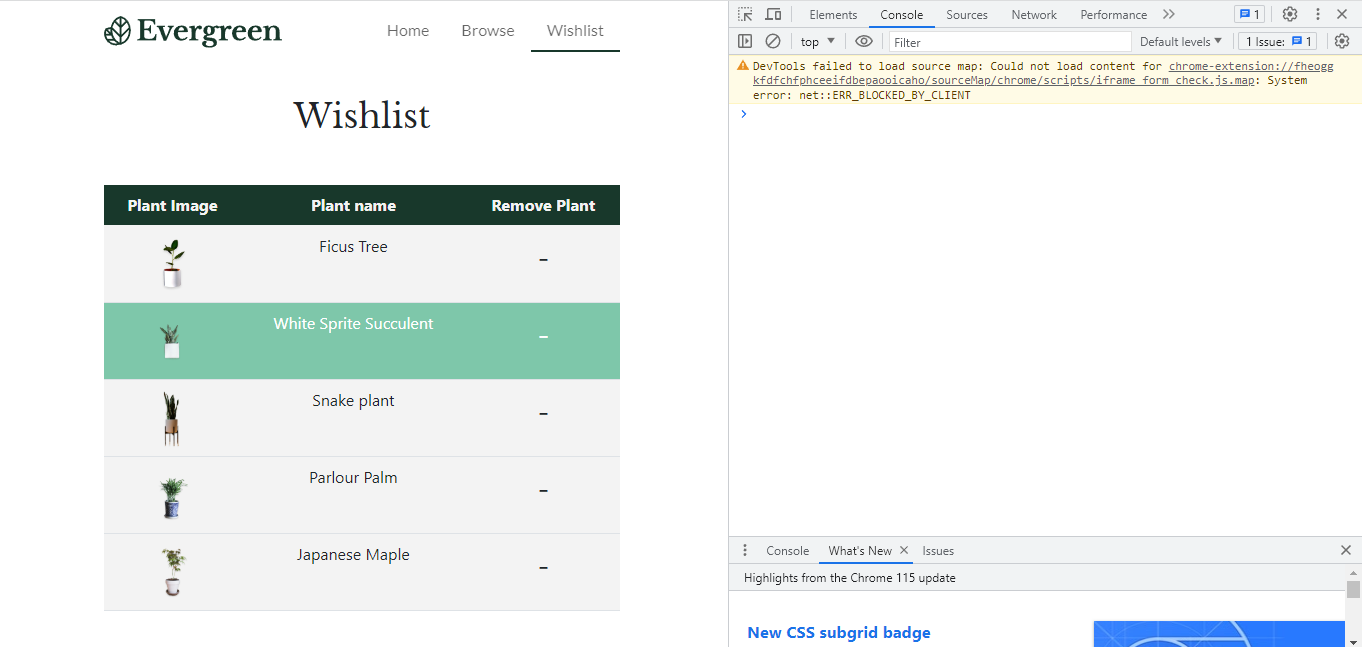 Evergreen
Home Browse Wishlist
Wishlist
Plant Image Plant name Remove Plant
Ficus Tree –
White Sprite Succulent –
Snake plant –
Parlour Palm –
Japanese Maple –
Elements Console Sources Network Performance 1
top Filter Default levels 1 Issue: 1
DevTools failed to load source map: Could not load content for chrome-extension://fheogg
kfdfchfphceeifdbepaooicaho/sourceMap/chrome/scripts/iframe_form_check.js.map: System
error: net::ERR_BLOCKED_BY_CLIENT
Console What's New Issues
Highlights from the Chrome 115 update
New CSS subgrid badge